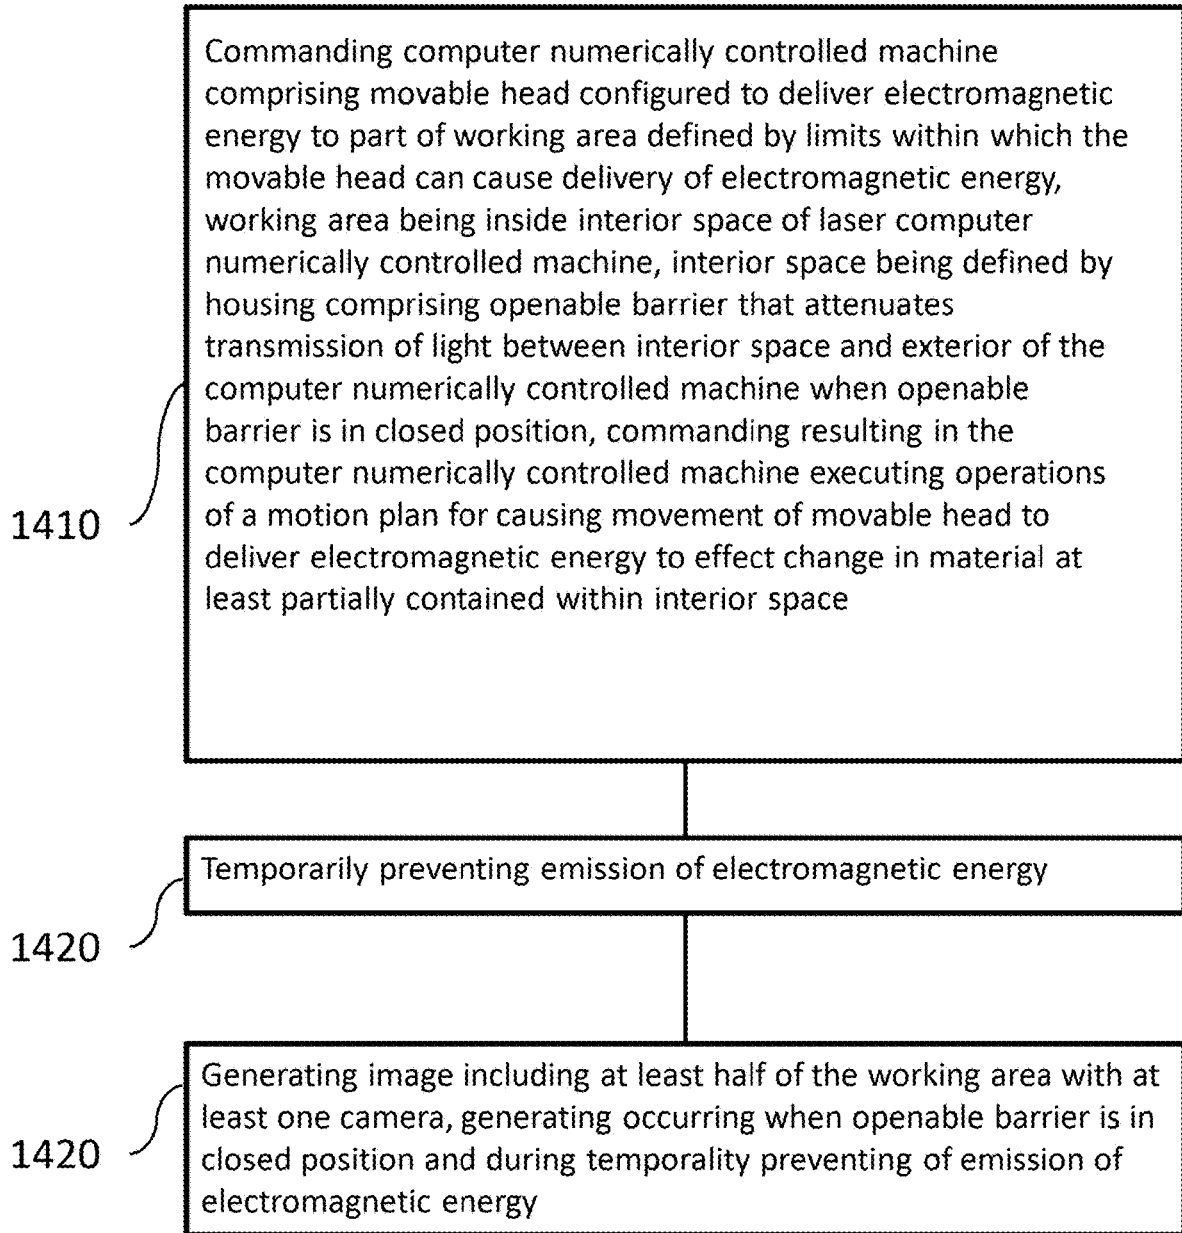 Commanding computer numerically controlled machine
comprising movable head configured to deliver electromagnetic
energy to part of working area defined by limits within which the
movable head can cause delivery of electromagnetic energy,
working area being inside interior space of laser computer
numerically controlled machine, interior space being defined by
housing comprising openable barrier that attenuates
transmission of light between interior space and exterior of the
computer numerically controlled machine when openable
barrier is in closed position, commanding resulting in the
computer numerically controlled machine executing operations
of a motion plan for causing movement of movable head to
deliver electromagnetic energy to effect change in material at
least partially contained within interior space
1410
Temporarily preventing emission of electromagnetic energy
1420
Generating image including at least half of the working area with at
least one camera, generating occurring when openable barrier is in
closed position and during temporality preventing of emission of
electromagnetic energy
1420